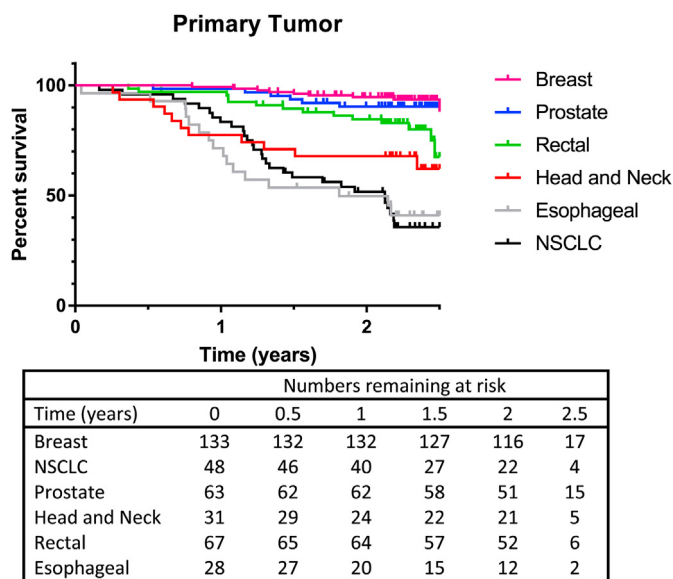 Primary Tumor
100
50
0
Percent survival
0 1 2
Time (years)
Breast
Prostate
Rectal
Head and Neck
Esophageal
NSCLC
Numbers remaining at risk
Time (years) 0 0.5 1 1.5 2 2.5
Breast 133 132 132 127 116 17
NSCLC 48 46 40 27 22 4
Prostate 63 62 62 58 51 15
Head and Neck 31 29 24 22 21 5
Rectal 67 65 64 57 52 6
Esophageal 28 27 20 15 12 2